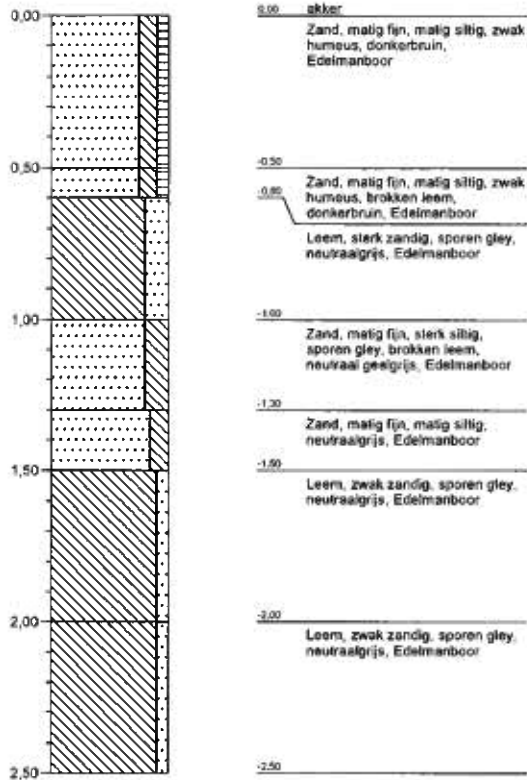 0,00
0,50
1,00
1,50
2,00
2,50
0,00 akker
Zand, matig fijn, matig siltig, zwak
humeus, donkerbruin,
Edelmanboor
-0,50
Zand, matig fijn, matig siltig, zwak
humeus, brokken leem,
donkerbruin, Edelmanboor
-0,60
Leem, sterk zandig, sporen gley,
neutraalgrijs, Edelmanboor
-1,00
Zand, matig fijn, sterk siltig,
sporen gley, brokken leem,
neutraal geelgrijs, Edelmanboor
-1,30
Zand, matig fijn, matig siltig,
neutraalgrijs, Edelmanboor
-1,50
Leem, zwak zandig, sporen gley,
neutraalgrijs, Edelmanboor
-2,00
Leem, zwak zandig, sporen gley,
neutraalgrijs, Edelmanboor
-2,50